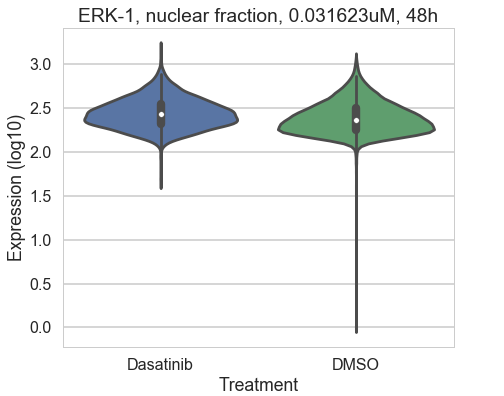 ERK-1, nuclear fraction, 0.031623uM, 48h
Expression (log10)
3.0
2.5
2.0
1.5
1.0
0.5
0.0
Dasatinib DMSO
Treatment